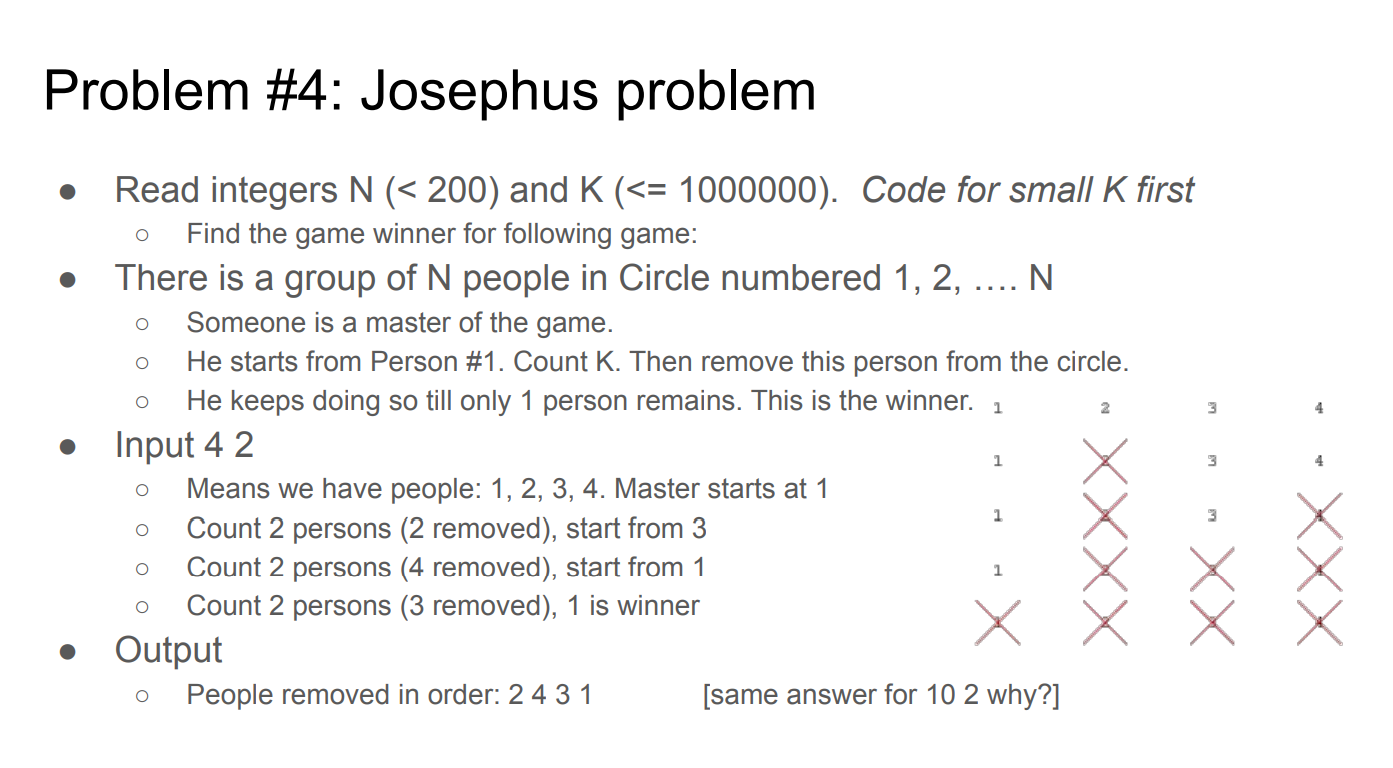 Problem #4: Josephus problem
● Read integers N (< 200) and K (<= 1000000). Code for small K first
○ Find the game winner for following game:
● There is a group of N people in Circle numbered 1, 2, …. N
○ Someone is a master of the game.
○ He starts from Person #1. Count K. Then remove this person from the circle.
○ He keeps doing so till only 1 person remains. This is the winner.
1 2 3 4
● Input 4 2
1 2 3 4
○ Means we have people: 1, 2, 3, 4. Master starts at 1
○ Count 2 persons (2 removed), start from 3
1 2 3 4
○ Count 2 persons (4 removed), start from 1
1 2 3 4
○ Count 2 persons (3 removed), 1 is winner
1 2 3 4
● Output
○ People removed in order: 2 4 3 1 [same answer for 10 2 why?]